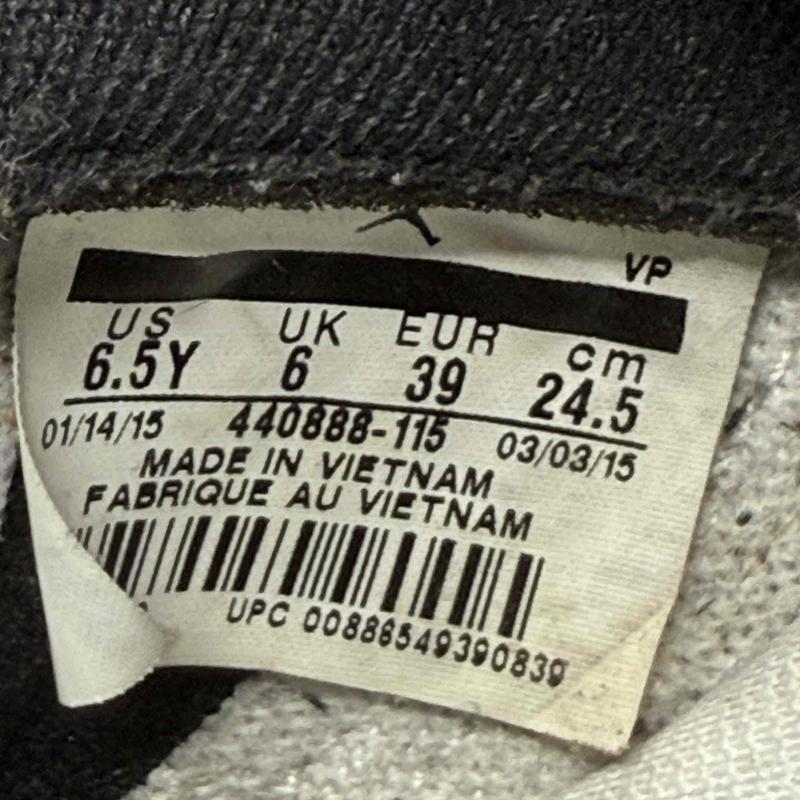 VP
US UK EUR cm
6.5Y 6 39 24.5
01/14/15 440888-115 03/03/15
MADE IN VIETNAM
FABRIQUE AU VIETNAM
UPC 00886549390839